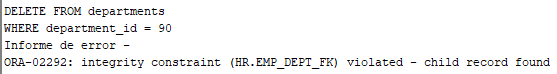 DELETE FROM departments
WHERE department_id = 90
Informe de error -
ORA-02292: integrity constraint (HR.EMP_DEPT_FK) violated - child record found